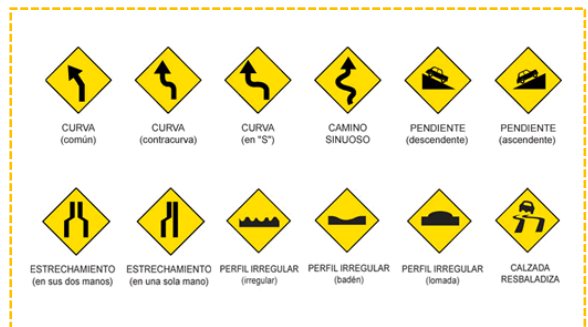 CURVA
(común)
CURVA
(contracurva)
CURVA
(en "S")
CAMINO
SINUOSO
PENDIENTE
(descendente)
PENDIENTE
(ascendente)
ESTRECHAMIENTO
(en sus dos manos)
ESTRECHAMIENTO
(en una sola mano)
PERFIL IRREGULAR
(irregular)
PERFIL IRREGULAR
(badén)
PERFIL IRREGULAR
(lomada)
CALZADA
RESBALADIZA